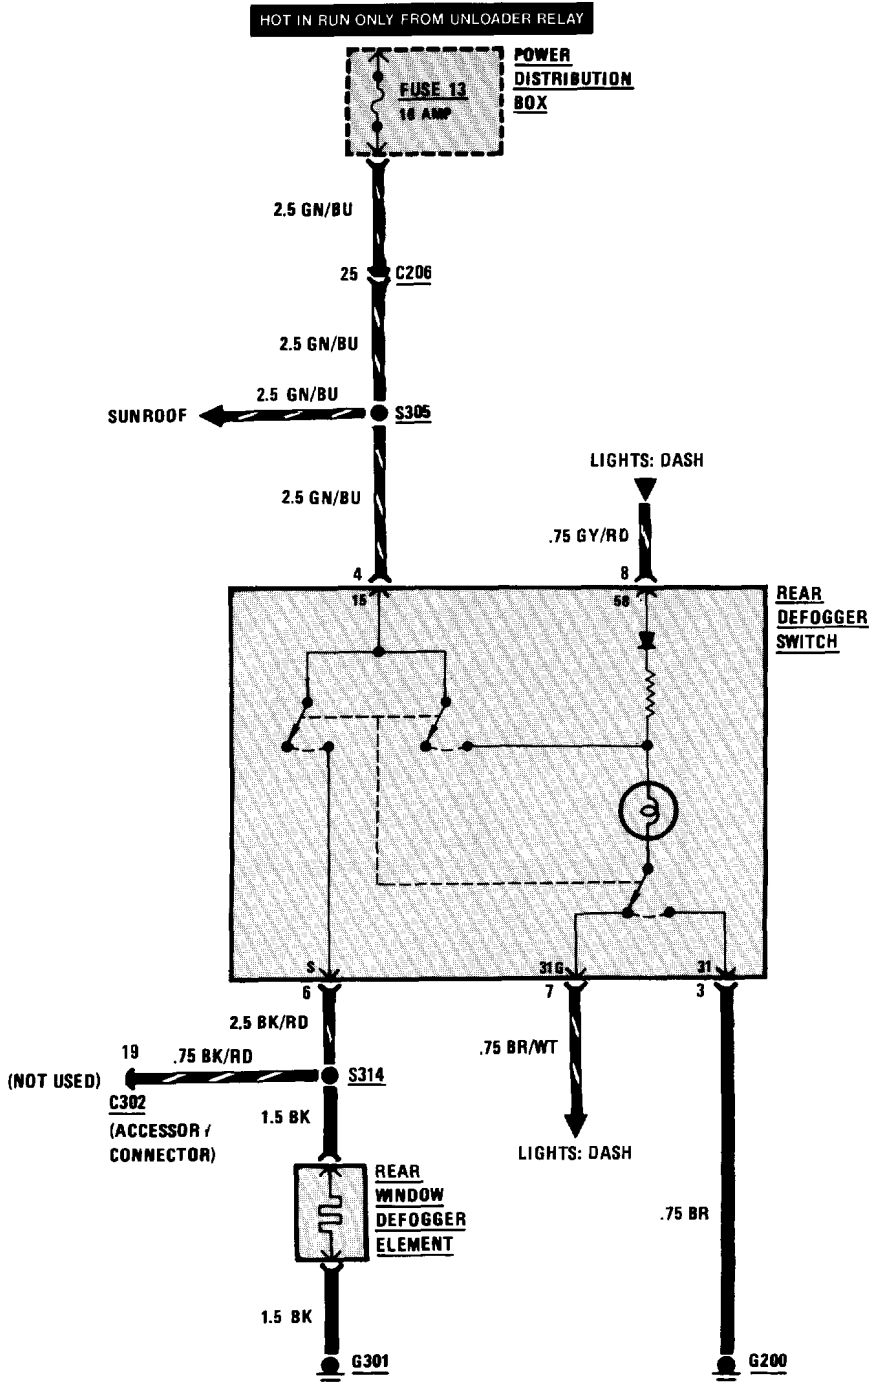 HOT IN RUN ONLY FROM UNLOADER RELAY
POWER
DISTRIBUTION
BOX
FUSE 13
16 AMP
2.5 GN/BU
25
C206
2.5 GN/BU
2.5 GN/BU
SUNROOF
S305
LIGHTS: DASH
2.5 GN/BU
.75 GY/RD
4
8
15
58
REAR
DEFOGGER
SWITCH
S
31G
31
6
7
3
2.5 BK/RD
19
.75 BK/RD
.75 BR/WT
(NOT USED)
S314
C302
1.5 BK
(ACCESSORY
CONNECTOR)
LIGHTS: DASH
REAR
WINDOW
DEFOGGER
ELEMENT
.75 BR
1.5 BK
G301
G200